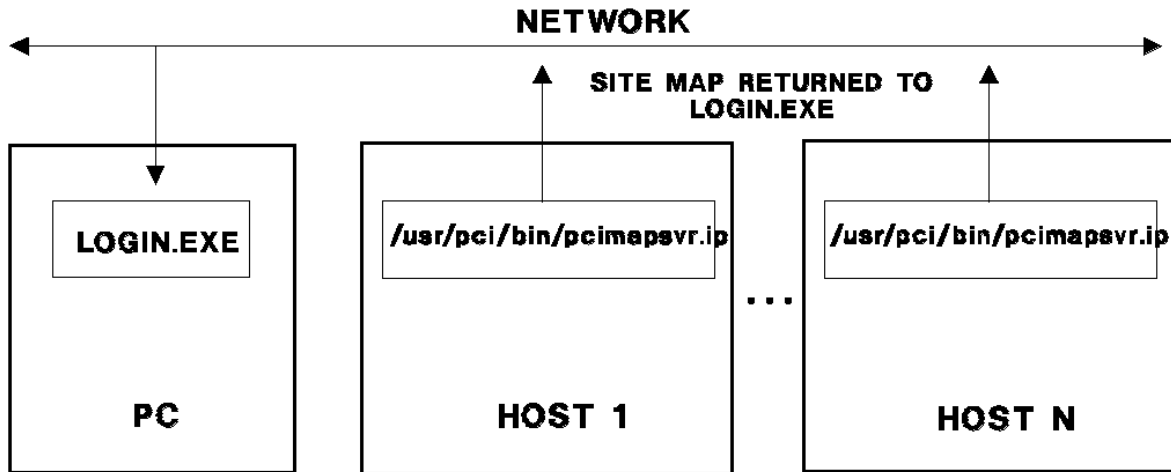 NETWORK
SITE MAP RETURNED TO
LOGIN.EXE
LOGIN.EXE
/usr/pci/bin/pcimapsvr.ip
/usr/pci/bin/pcimapsvr.ip
...
PC
HOST 1
HOST N